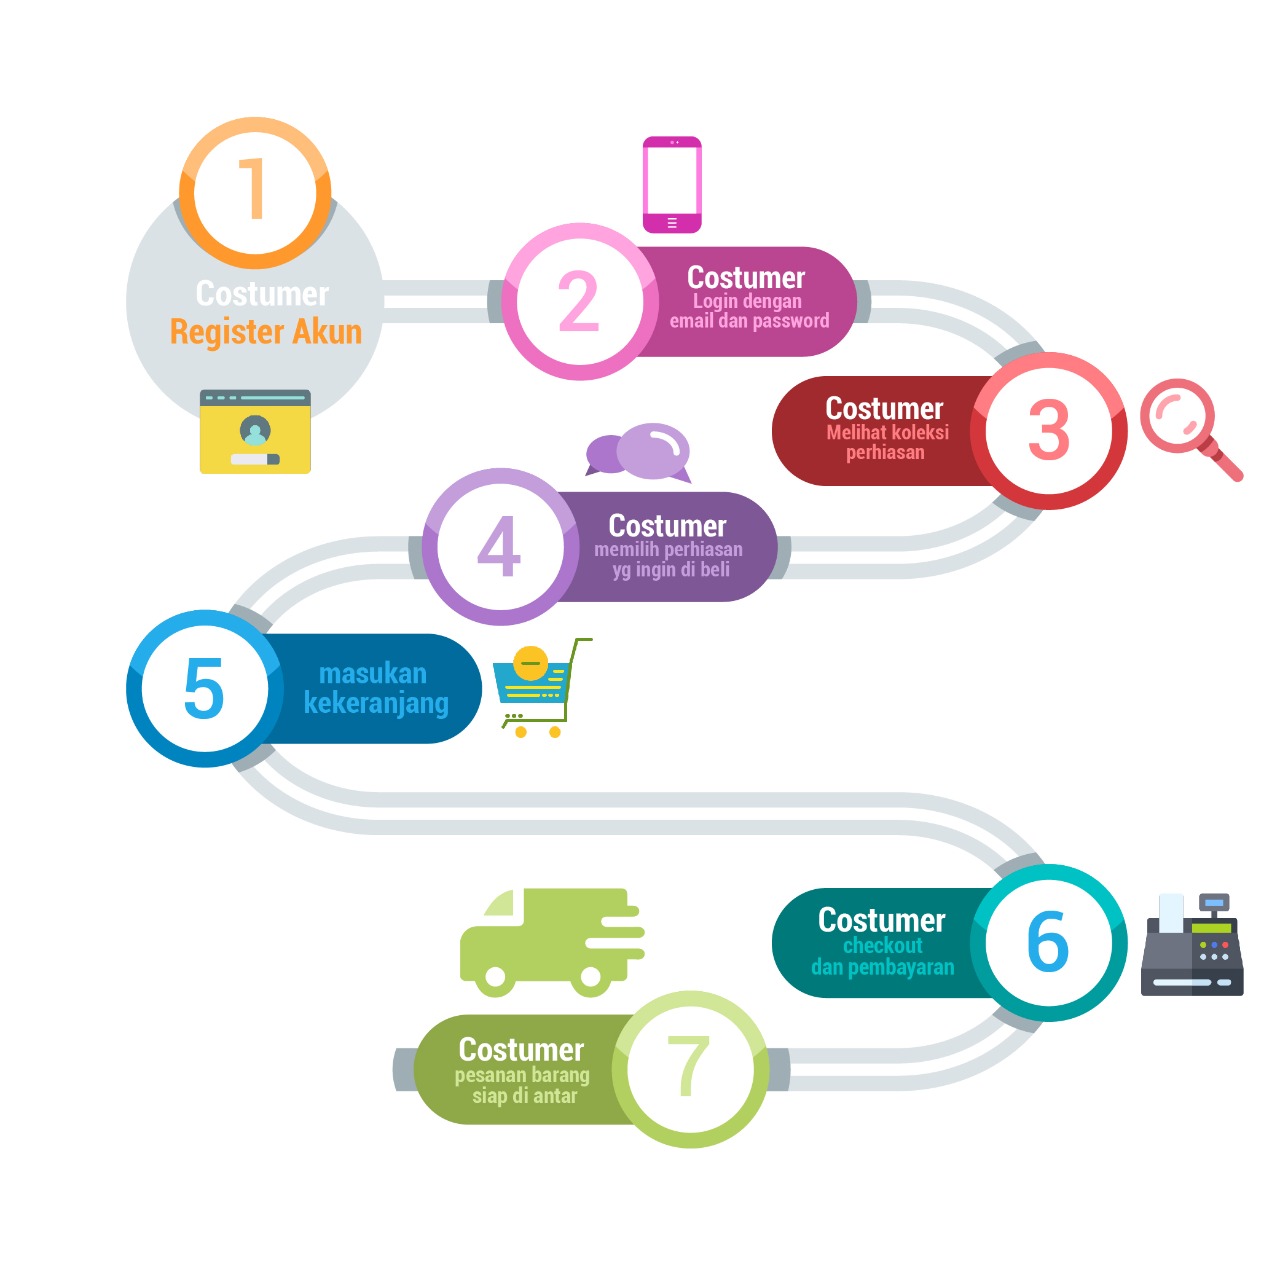 1
Costumer
Register Akun
2
Costumer
Login dengan
email dan password
3
Costumer
Melihat koleksi
perhiasan
4
Costumer
memilih perhiasan
yg ingin di beli
5
masukan
kekeranjang
6
Costumer
checkout
dan pembayaran
7
Costumer
pesanan barang
siap di antar